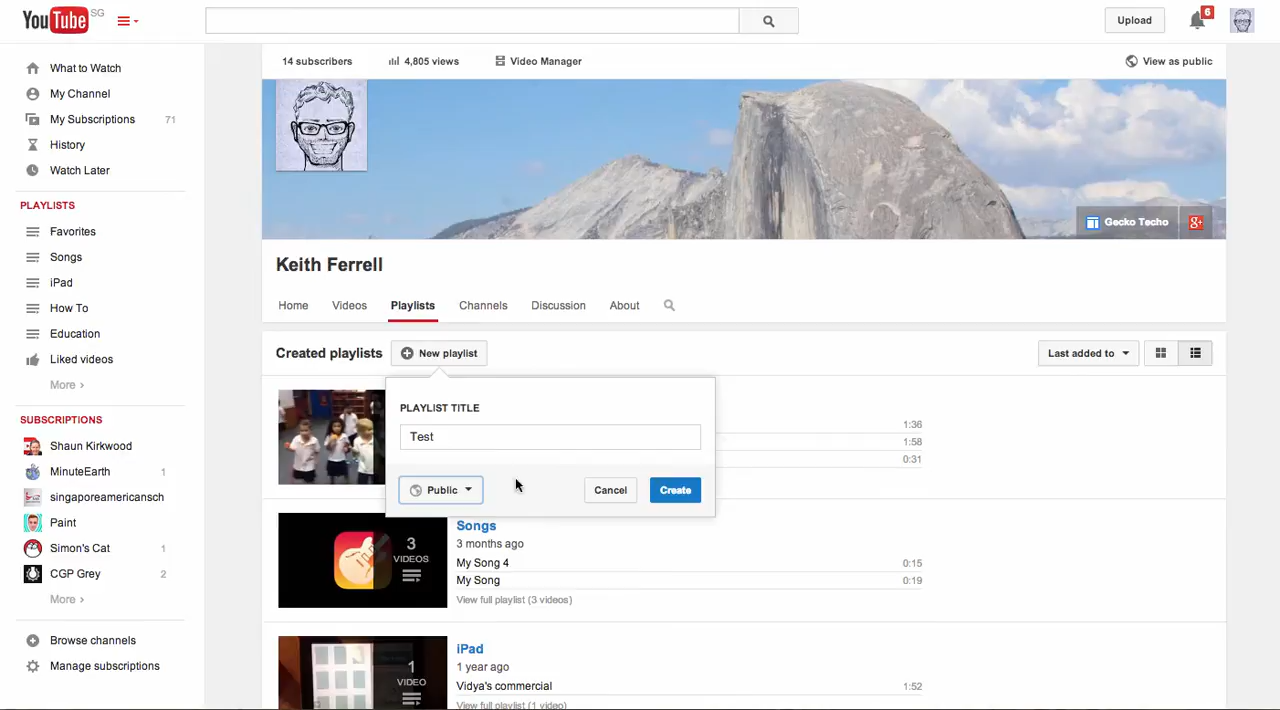 YouTube SG
Upload
6
14 subscribers
4,805 views
Video Manager
View as public
What to Watch
My Channel
My Subscriptions 71
History
Watch Later
PLAYLISTS
Favorites
Songs
iPad
How To
Education
Liked videos
More ›
SUBSCRIPTIONS
Shaun Kirkwood
MinuteEarth 1
singaporeamericansch
Paint
Simon's Cat 1
CGP Grey 2
More ›
Browse channels
Manage subscriptions
Gecko Techo
g+
Keith Ferrell
Home Videos Playlists Channels Discussion About
Created playlists New playlist Last added to
PLAYLIST TITLE
Test
Public Cancel Create
1:36
1:58
0:31
3
VIDEOS
Songs
3 months ago
My Song 4 0:15
My Song 0:19
View full playlist (3 videos)
1
VIDEO
iPad
1 year ago
Vidya's commercial 1:52
View full playlist (1 video)